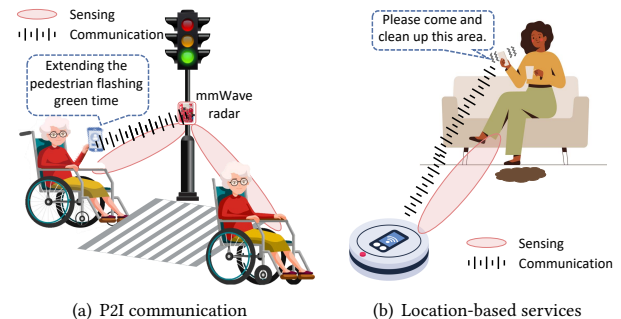 Sensing
Communication
Extending the
pedestrian flashing
green time
mmWave
radar
(a) P2I communication
Please come and
clean up this area.
Sensing
Communication
(b) Location-based services